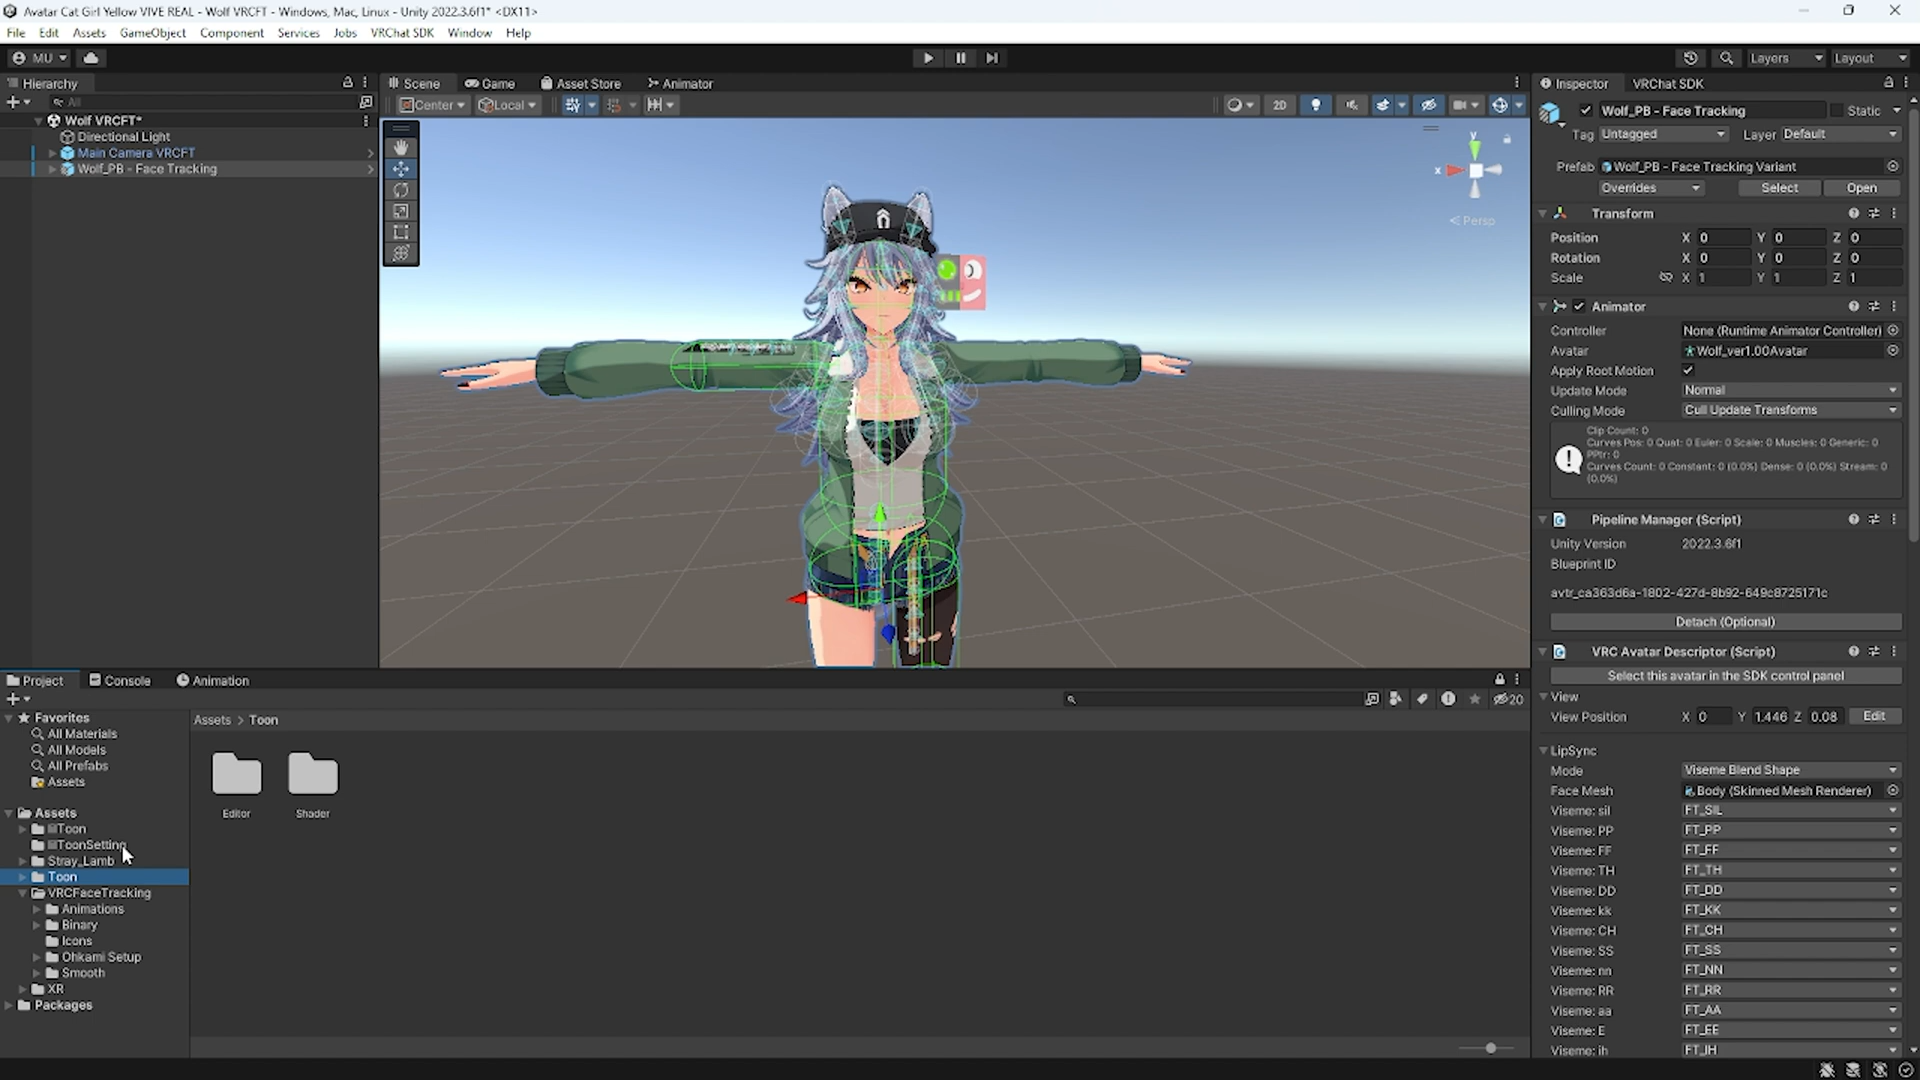 Avatar Cat Girl Yellow VIVE REAL - Wolf VRCFT - Windows, Mac, Linux - Unity 2022.3.6f1* <DX11>
File Edit Assets GameObject Component Services Jobs VRChat SDK Window Help
MU Layers Layout
Hierarchy
All
Wolf VRCFT*
Directional Light
Main Camera VRCFT
Wolf_PB - Face Tracking
Scene Game Asset Store Animator
Center Local 2D
y
x
Persp
Inspector VRChat SDK
Wolf_PB - Face Tracking Static
Tag Untagged Layer Default
Prefab Wolf_PB - Face Tracking Variant
Overrides Select Open
Transform
Position X 0 Y 0 Z 0
Rotation X 0 Y 0 Z 0
Scale X 1 Y 1 Z 1
Animator
Controller None (Runtime Animator Controller)
Avatar Wolf_ver1.00Avatar
Apply Root Motion
Update Mode Normal
Culling Mode Cull Update Transforms
Clip Count: 0
Curves Pos: 0 Quat: 0 Euler: 0 Scale: 0 Muscles: 0 Generic: 0
PPtr: 0
Curves Count: 0 Constant: 0 (0.0%) Dense: 0 (0.0%) Stream: 0
(0.0%)
Pipeline Manager (Script)
Unity Version 2022.3.6f1
Blueprint ID
avtr_ca363d6a-1802-427d-8b92-649c8725171c
Detach (Optional)
VRC Avatar Descriptor (Script)
Select this avatar in the SDK control panel
View
View Position X 0 Y 1.446 Z 0.08 Edit
LipSync
Mode Viseme Blend Shape
Face Mesh Body (Skinned Mesh Renderer)
Viseme: sil FT_SIL
Viseme: PP FT_PP
Viseme: FF FT_FF
Viseme: TH FT_TH
Viseme: DD FT_DD
Viseme: kk FT_KK
Viseme: CH FT_CH
Viseme: SS FT_SS
Viseme: nn FT_NN
Viseme: RR FT_RR
Viseme: aa FT_AA
Viseme: E FT_EE
Viseme: ih FT_IH
Project Console Animation
20
Favorites
All Materials
All Models
All Prefabs
Assets
Assets
Toon
ToonSetting
Stray_Lamb
Toon
VRCFaceTracking
Animations
Binary
Icons
Ohkami Setup
Smooth
XR
Packages
Assets > Toon
Editor Shader